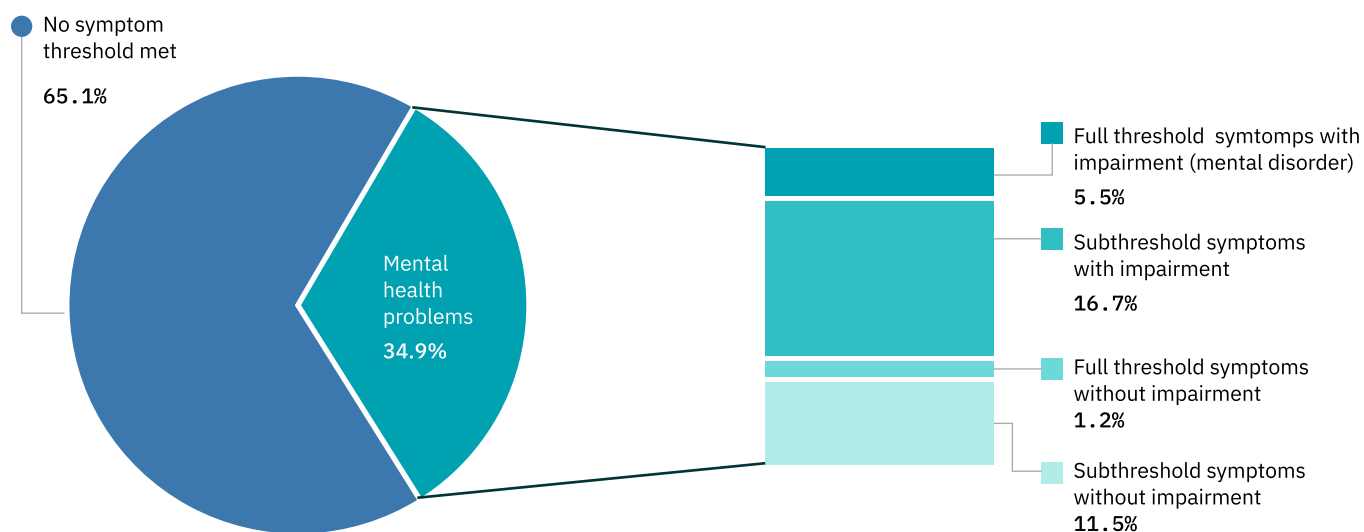 No symptom
threshold met
65.1%
Mental
health
problems
34.9%
Full threshold symtomps with
impairment (mental disorder)
5.5%
Subthreshold symptoms
with impairment
16.7%
Full threshold symptoms
without impairment
1.2%
Subthreshold symptoms
without impairment
11.5%